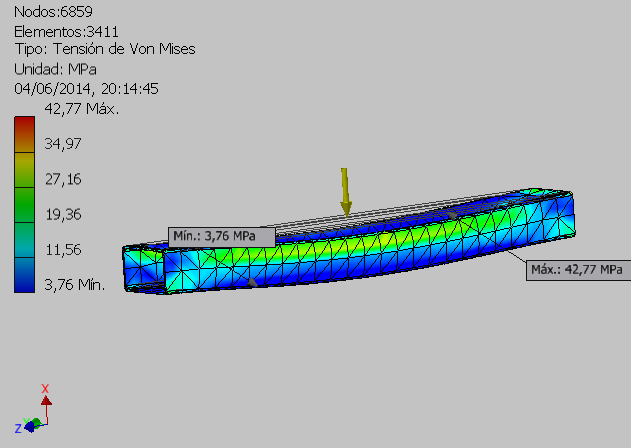 Nodos:6859
Elementos:3411
Tipo: Tensión de Von Mises
Unidad: MPa
04/06/2014, 20:14:45
42,77 Máx.
34,97
27,16
19,36
11,56
3,76 Mín.
Mín.: 3,76 MPa
Máx.: 42,77 MPa
X
Y
Z